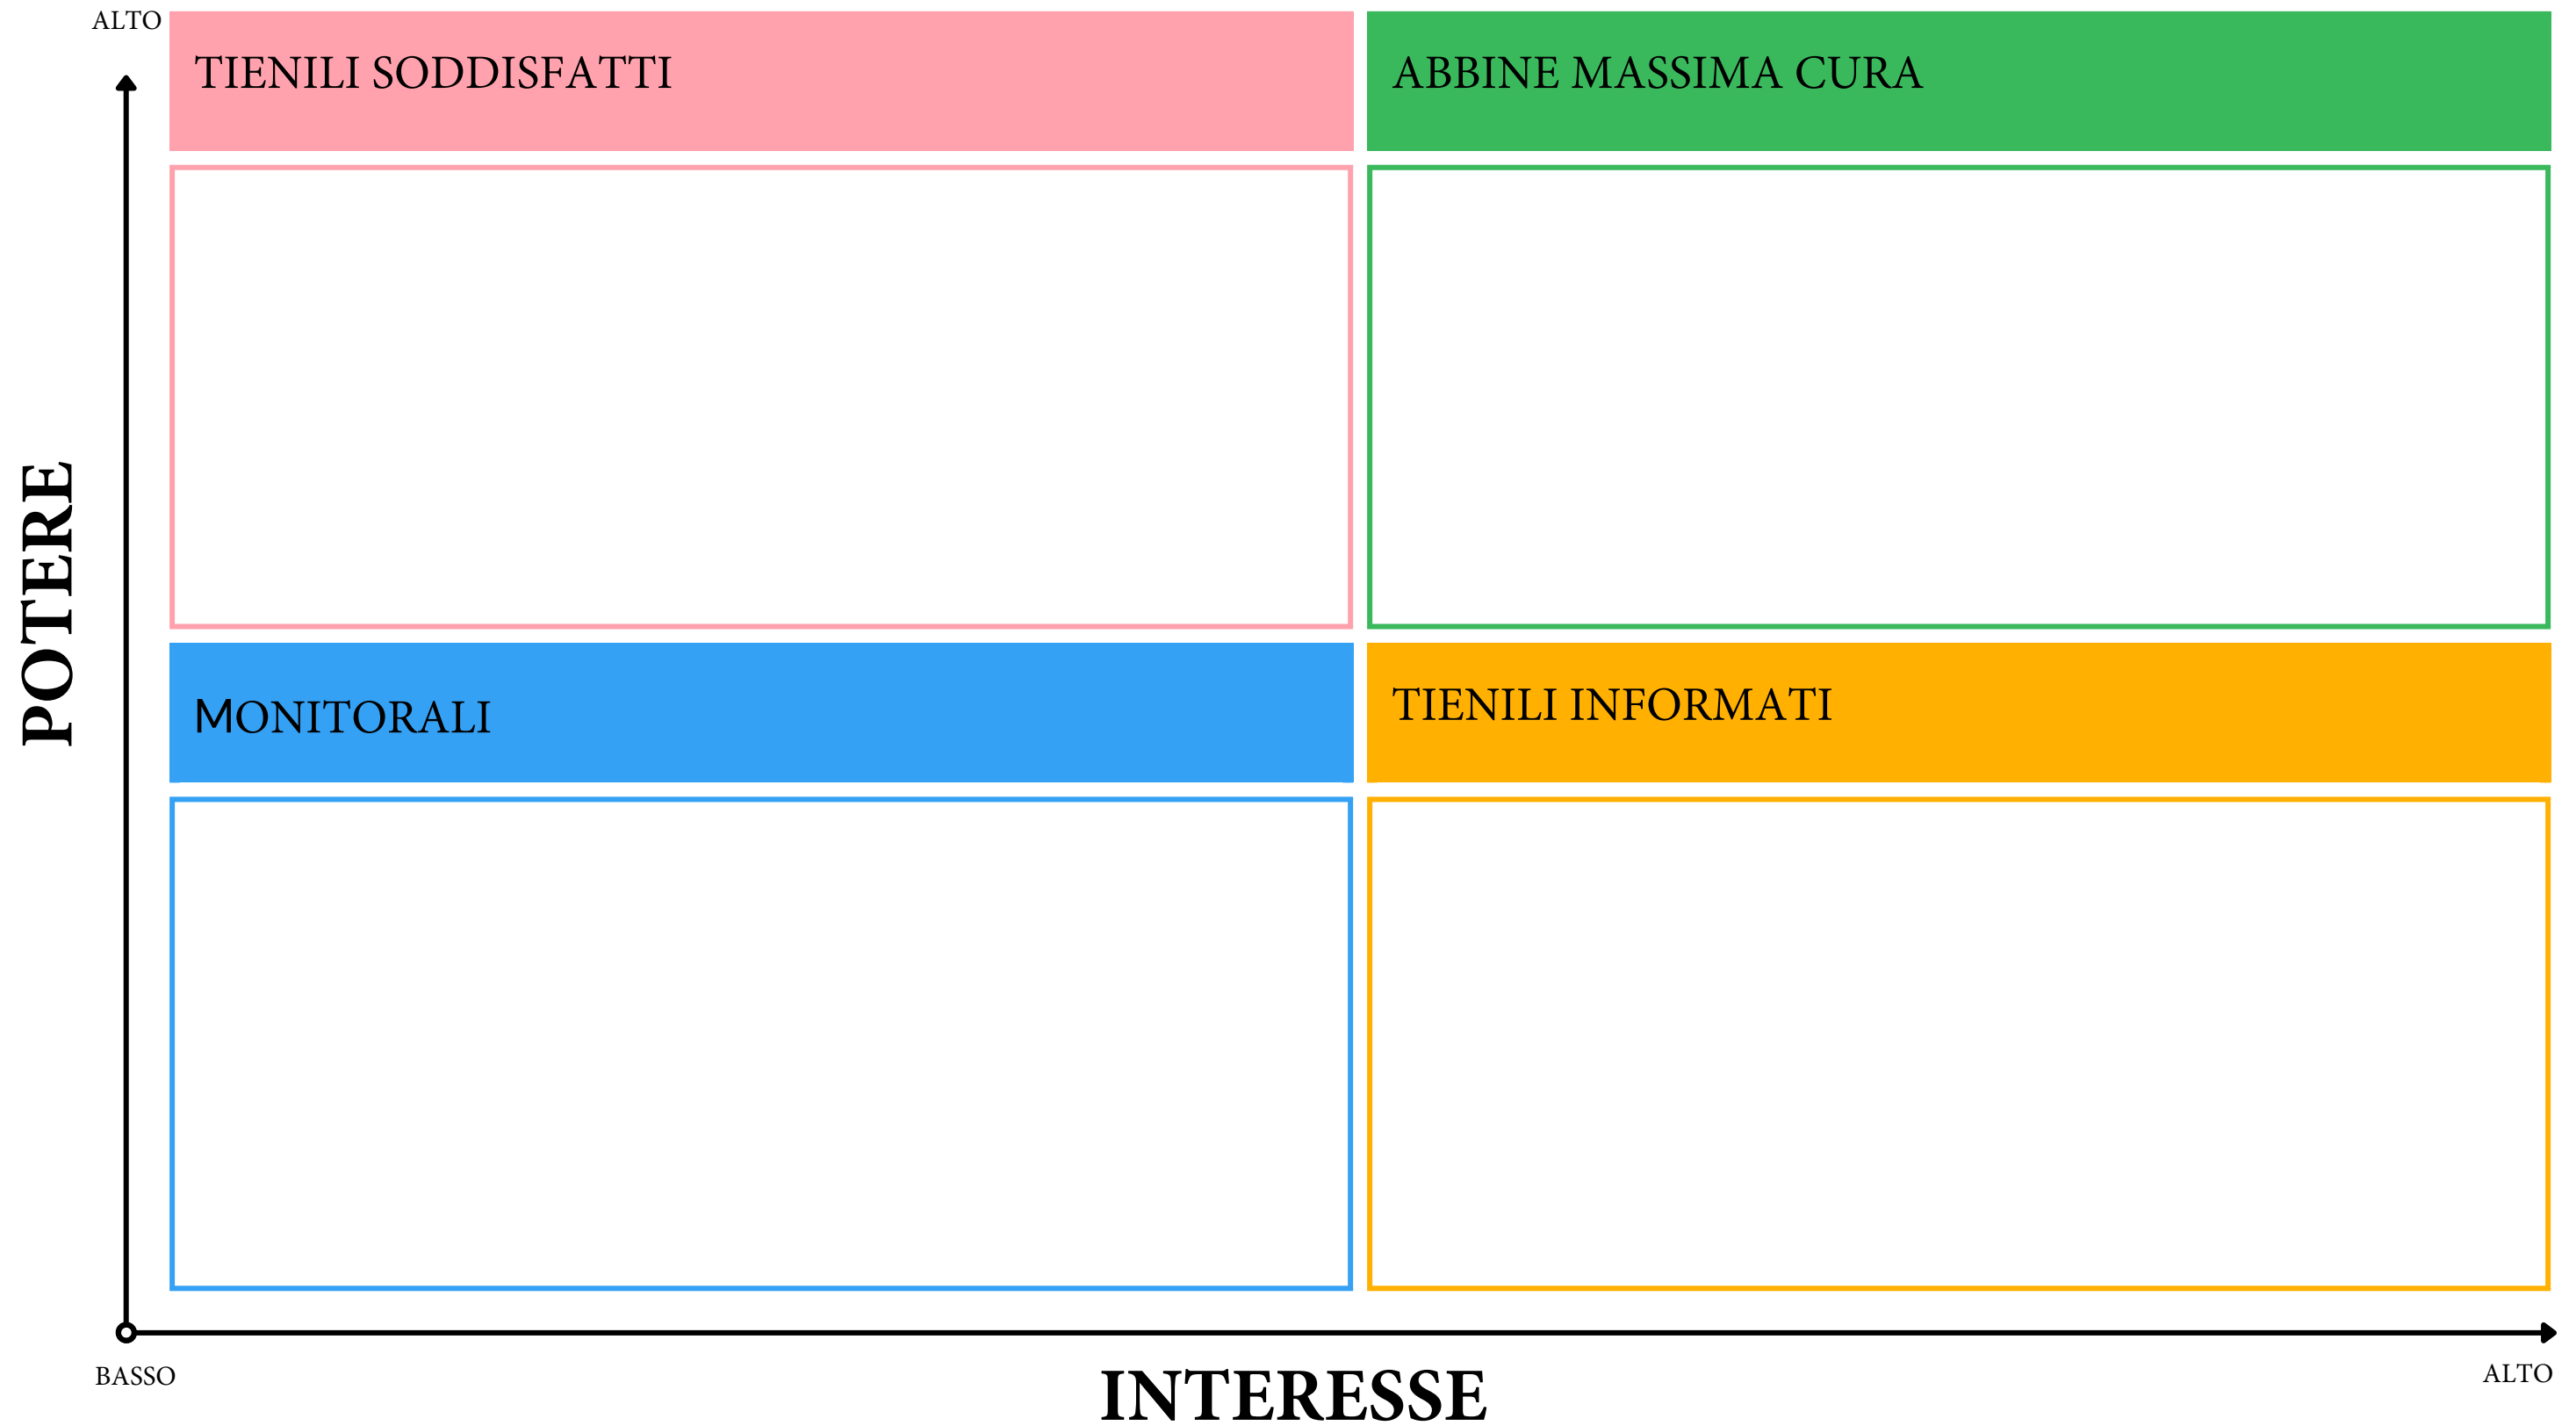 ALTO
TIENILI SODDISFATTI
ABBINE MASSIMA CURA
POTERE
MONITORALI
TIENILI INFORMATI
BASSO
INTERESSE
ALTO